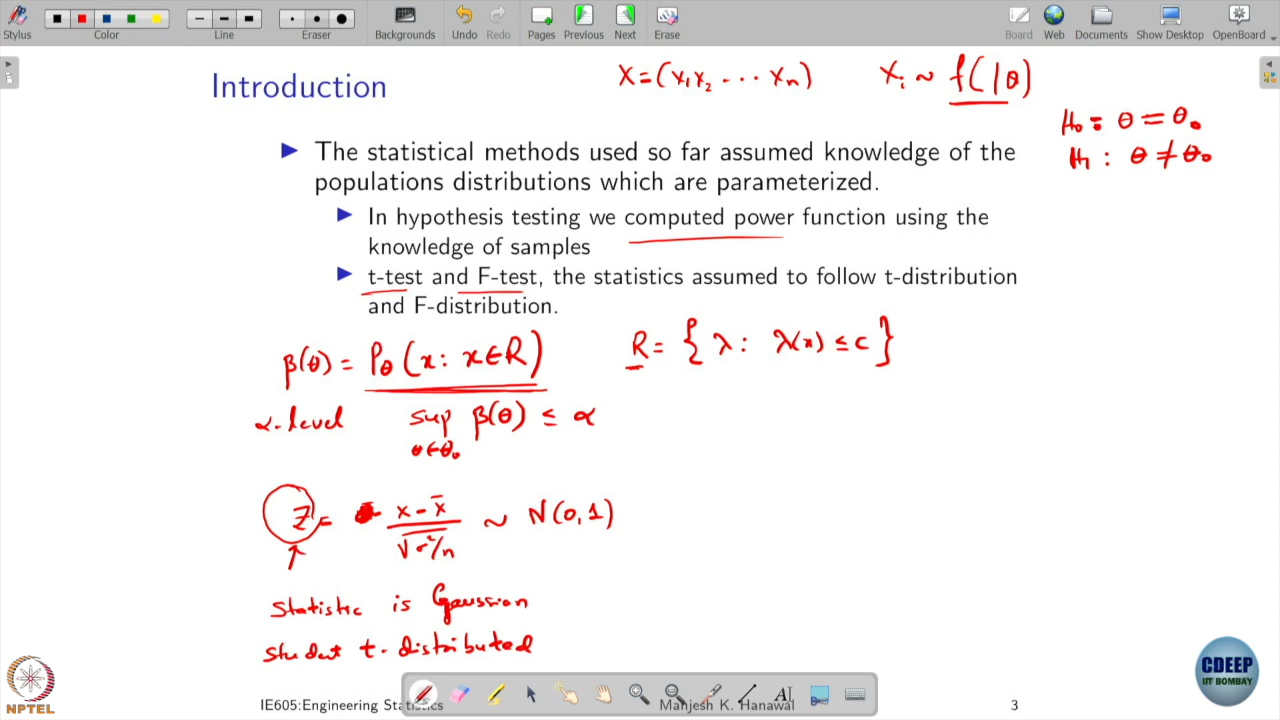 Stylus
Color
Line
Eraser
Backgrounds
Undo
Redo
Pages
Previous
Next
Erase
Board
Web
Documents
Show Desktop
OpenBoard
Introduction
X = (x₁ x₂ ... xₙ)
Xᵢ ~ f( |θ)
H₀ : θ = θ₀
H₁ : θ ≠ θ₀
The statistical methods used so far assumed knowledge of the
populations distributions which are parameterized.
In hypothesis testing we computed power function using the
knowledge of samples
t-test and F-test, the statistics assumed to follow t-distribution
and F-distribution.
β(θ) = Pθ (x : x ∈ R)
R = { λ : λ(x) ≤ c }
α-level
sup β(θ) ≤ α
θ ∈ Θ₀
Z = x - x̄ / √σ²/n ~ N(0,1)
Statistic is Gaussian
student t-distributed
NPTEL
IE605:Engineering Statistics
Manjesh K. Hanawal
3
CDEEP
IIT BOMBAY